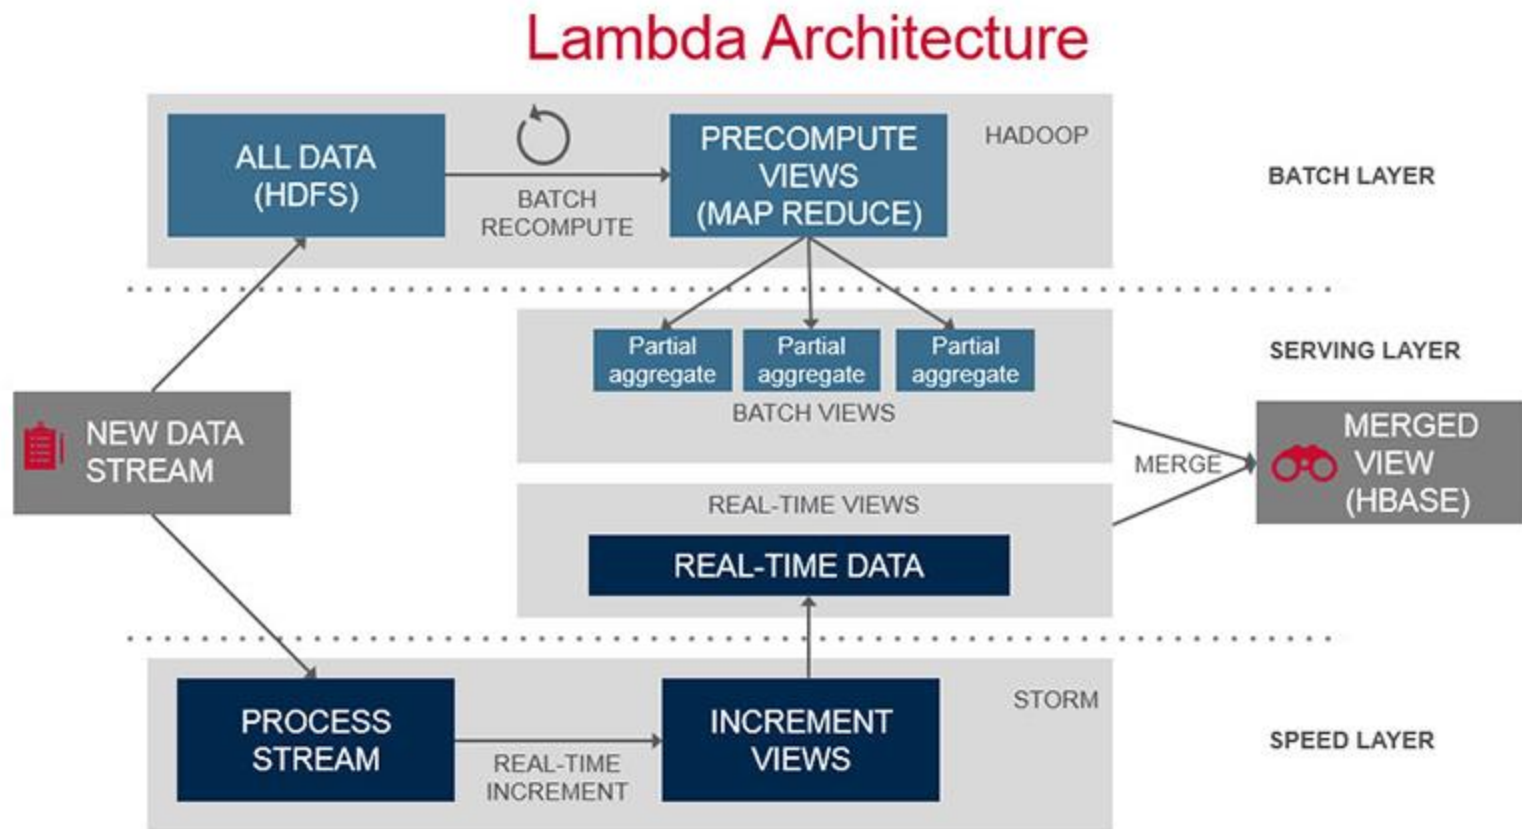 Lambda Architecture
HADOOP
ALL DATA
(HDFS)
BATCH
RECOMPUTE
PRECOMPUTE
VIEWS
(MAP REDUCE)
BATCH LAYER
Partial
aggregate
Partial
aggregate
Partial
aggregate
BATCH VIEWS
SERVING LAYER
NEW DATA
STREAM
MERGE
MERGED
VIEW
(HBASE)
REAL-TIME VIEWS
REAL-TIME DATA
PROCESS
STREAM
REAL-TIME
INCREMENT
INCREMENT
VIEWS
STORM
SPEED LAYER